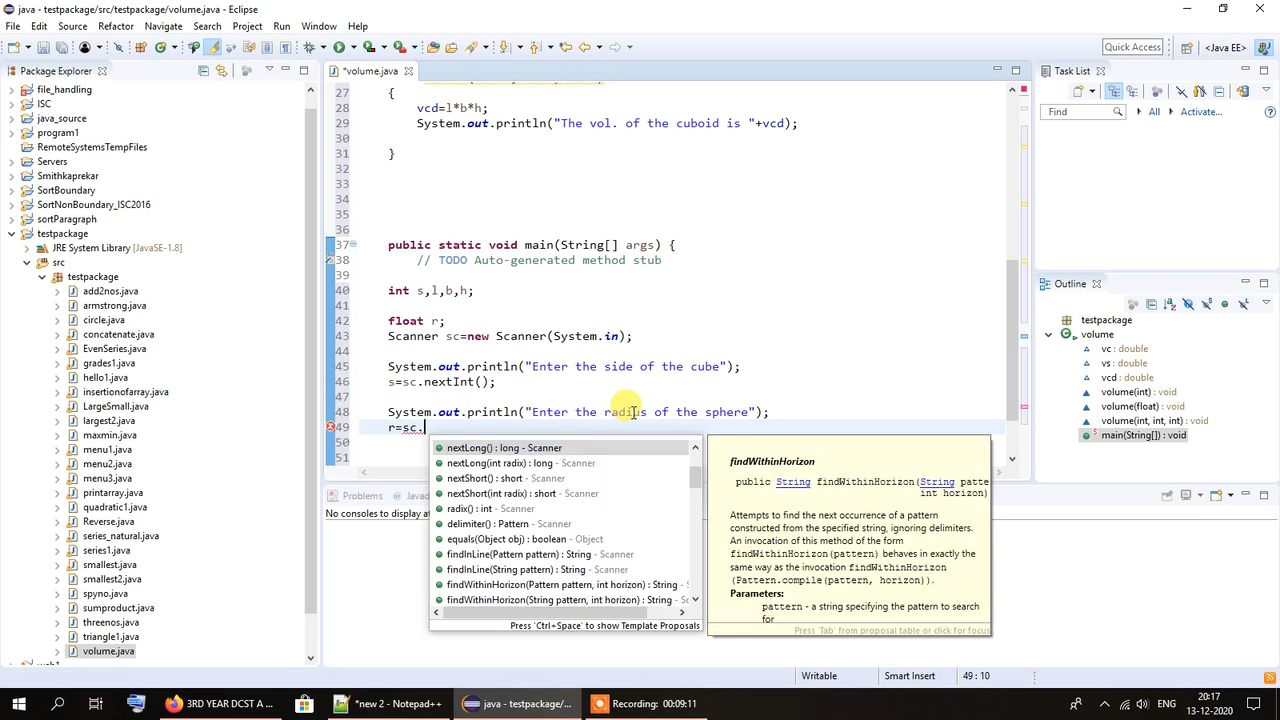 java - testpackage/src/testpackage/volume.java - Eclipse
File Edit Source Refactor Navigate Search Project Run Window Help
Quick Access
<Java EE>
Package Explorer
file_handling
ISC
java_source
program1
RemoteSystemsTempFiles
Servers
Smithkaprekar
SortBoundary
SortNonBoundary_ISC2016
sortParagraph
testpackage
JRE System Library [JavaSE-1.8]
src
testpackage
add2nos.java
armstrong.java
circle.java
concatenate.java
EvenSeries.java
grades1.java
hello1.java
insertionofarray.java
LargeSmall.java
largest2.java
maxmin.java
menu1.java
menu2.java
menu3.java
printarray.java
quadratic1.java
Reverse.java
series_natural.java
series1.java
smallest.java
smallest2.java
spyno.java
sumproduct.java
threenos.java
triangle1.java
volume.java
*volume.java
27 {
28 vcd=l*b*h;
29 System.out.println("The vol. of the cuboid is "+vcd);
30
31 }
32
33
34
35
36
37 public static void main(String[] args) {
38 // TODO Auto-generated method stub
39
40 int s,l,b,h;
41
42 float r;
43 Scanner sc=new Scanner(System.in);
44
45 System.out.println("Enter the side of the cube");
46 s=sc.nextInt();
47
48 System.out.println("Enter the radius of the sphere");
49 r=sc.
50
51
nextLong() : long - Scanner
nextLong(int radix) : long - Scanner
nextShort() : short - Scanner
nextShort(int radix) : short - Scanner
radix() : int - Scanner
delimiter() : Pattern - Scanner
equals(Object obj) : boolean - Object
findInLine(Pattern pattern) : String - Scanner
findInLine(String pattern) : String - Scanner
findWithinHorizon(Pattern pattern, int horizon) : String - S
findWithinHorizon(String pattern, int horizon) : String - Sc
Press 'Ctrl+Space' to show Template Proposals
findWithinHorizon
public String findWithinHorizon(String patte
int horizon)
Attempts to find the next occurrence of a pattern
constructed from the specified string, ignoring delimiters.
An invocation of this method of the form
findWithinHorizon(pattern) behaves in exactly the
same way as the invocation findWithinHorizon
(Pattern.compile(pattern, horizon)).
Parameters:
pattern - a string specifying the pattern to search
for
Press 'Tab' from proposal table or click for focus
Problems
Javad
No consoles to display at
Task List
Find
All
Activate...
Outline
testpackage
volume
vc : double
vs : double
vcd : double
volume(int) : void
volume(float) : void
volume(int, int, int) : void
main(String[]) : void
Writable Smart Insert 49 : 10
3RD YEAR DCST A ...
*new 2 - Notepad++
java - testpackage/...
Recording: 00:09:11
ENG
20:17
13-12-2020